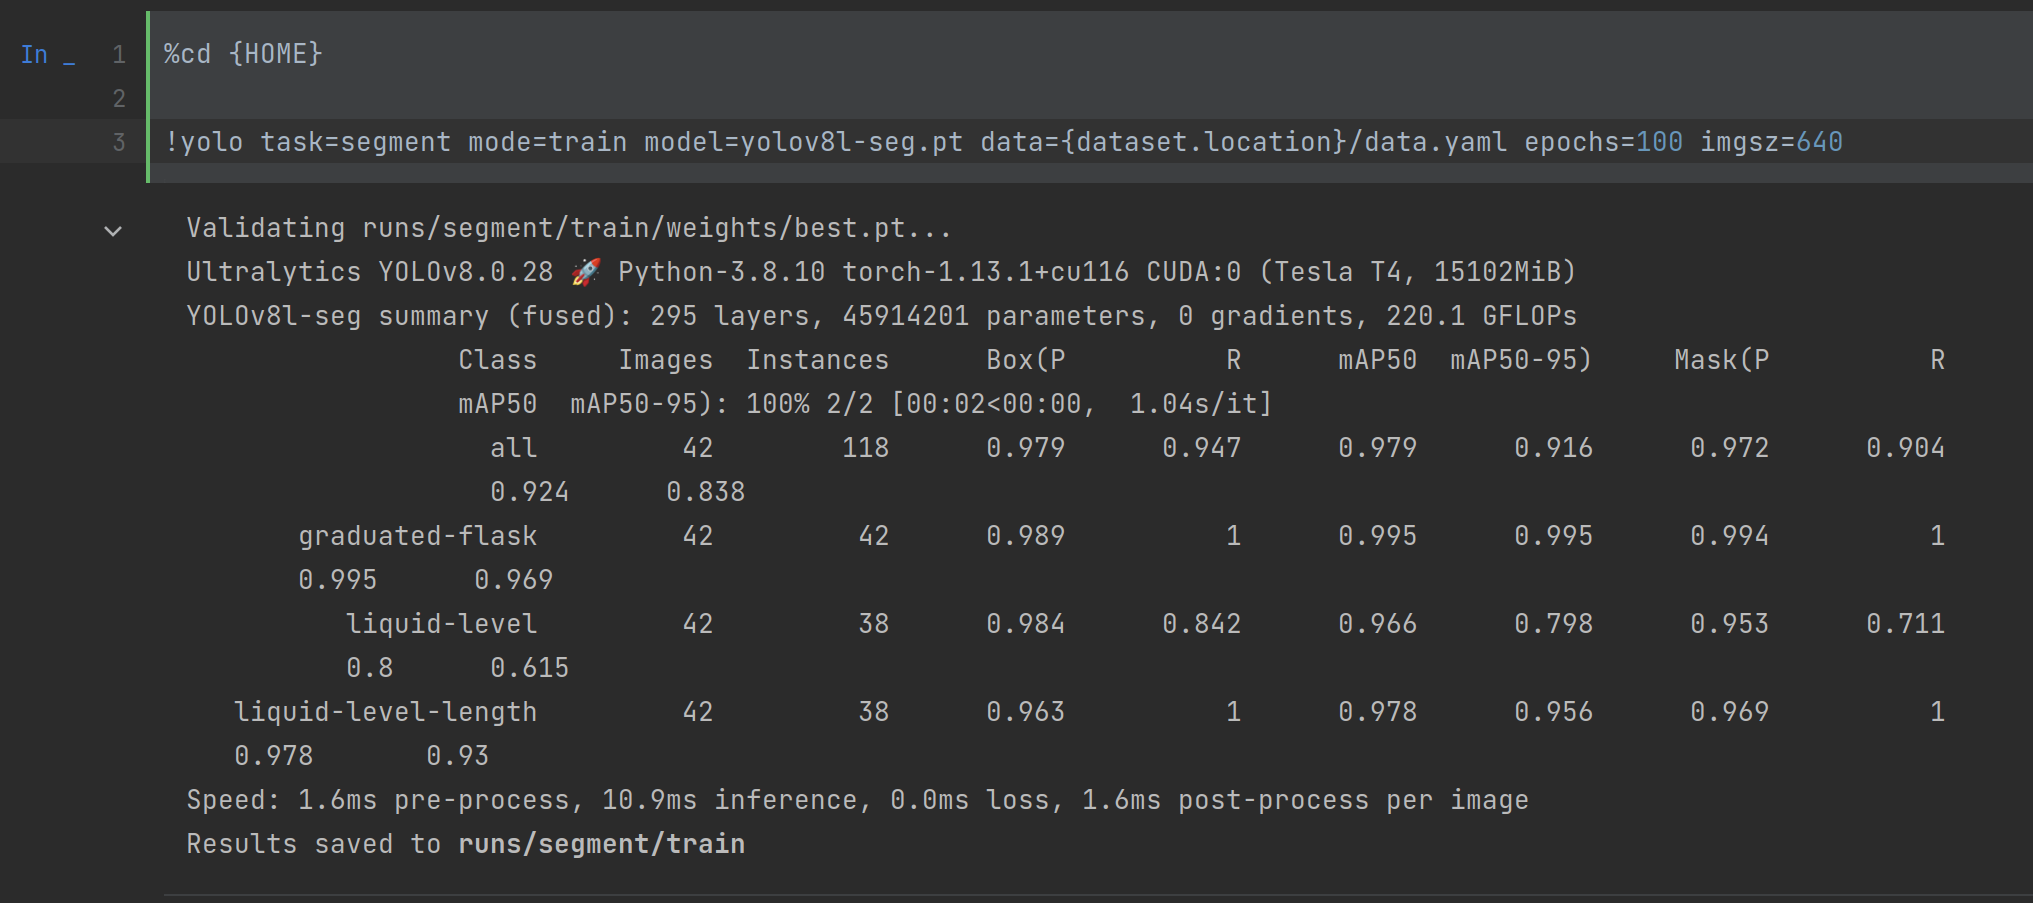 In _ 1 %cd {HOME}
2
3 !yolo task=segment mode=train model=yolov8l-seg.pt data={dataset.location}/data.yaml epochs=100 imgsz=640
Validating runs/segment/train/weights/best.pt...
Ultralytics YOLOv8.0.28 🚀 Python-3.8.10 torch-1.13.1+cu116 CUDA:0 (Tesla T4, 15102MiB)
YOLOv8l-seg summary (fused): 295 layers, 45914201 parameters, 0 gradients, 220.1 GFLOPs
Class Images Instances Box(P R mAP50 mAP50-95) Mask(P R
mAP50 mAP50-95): 100% 2/2 [00:02<00:00, 1.04s/it]
all 42 118 0.979 0.947 0.979 0.916 0.972 0.904
0.924 0.838
graduated-flask 42 42 0.989 1 0.995 0.995 0.994 1
0.995 0.969
liquid-level 42 38 0.984 0.842 0.966 0.798 0.953 0.711
0.8 0.615
liquid-level-length 42 38 0.963 1 0.978 0.956 0.969 1
0.978 0.93
Speed: 1.6ms pre-process, 10.9ms inference, 0.0ms loss, 1.6ms post-process per image
Results saved to runs/segment/train